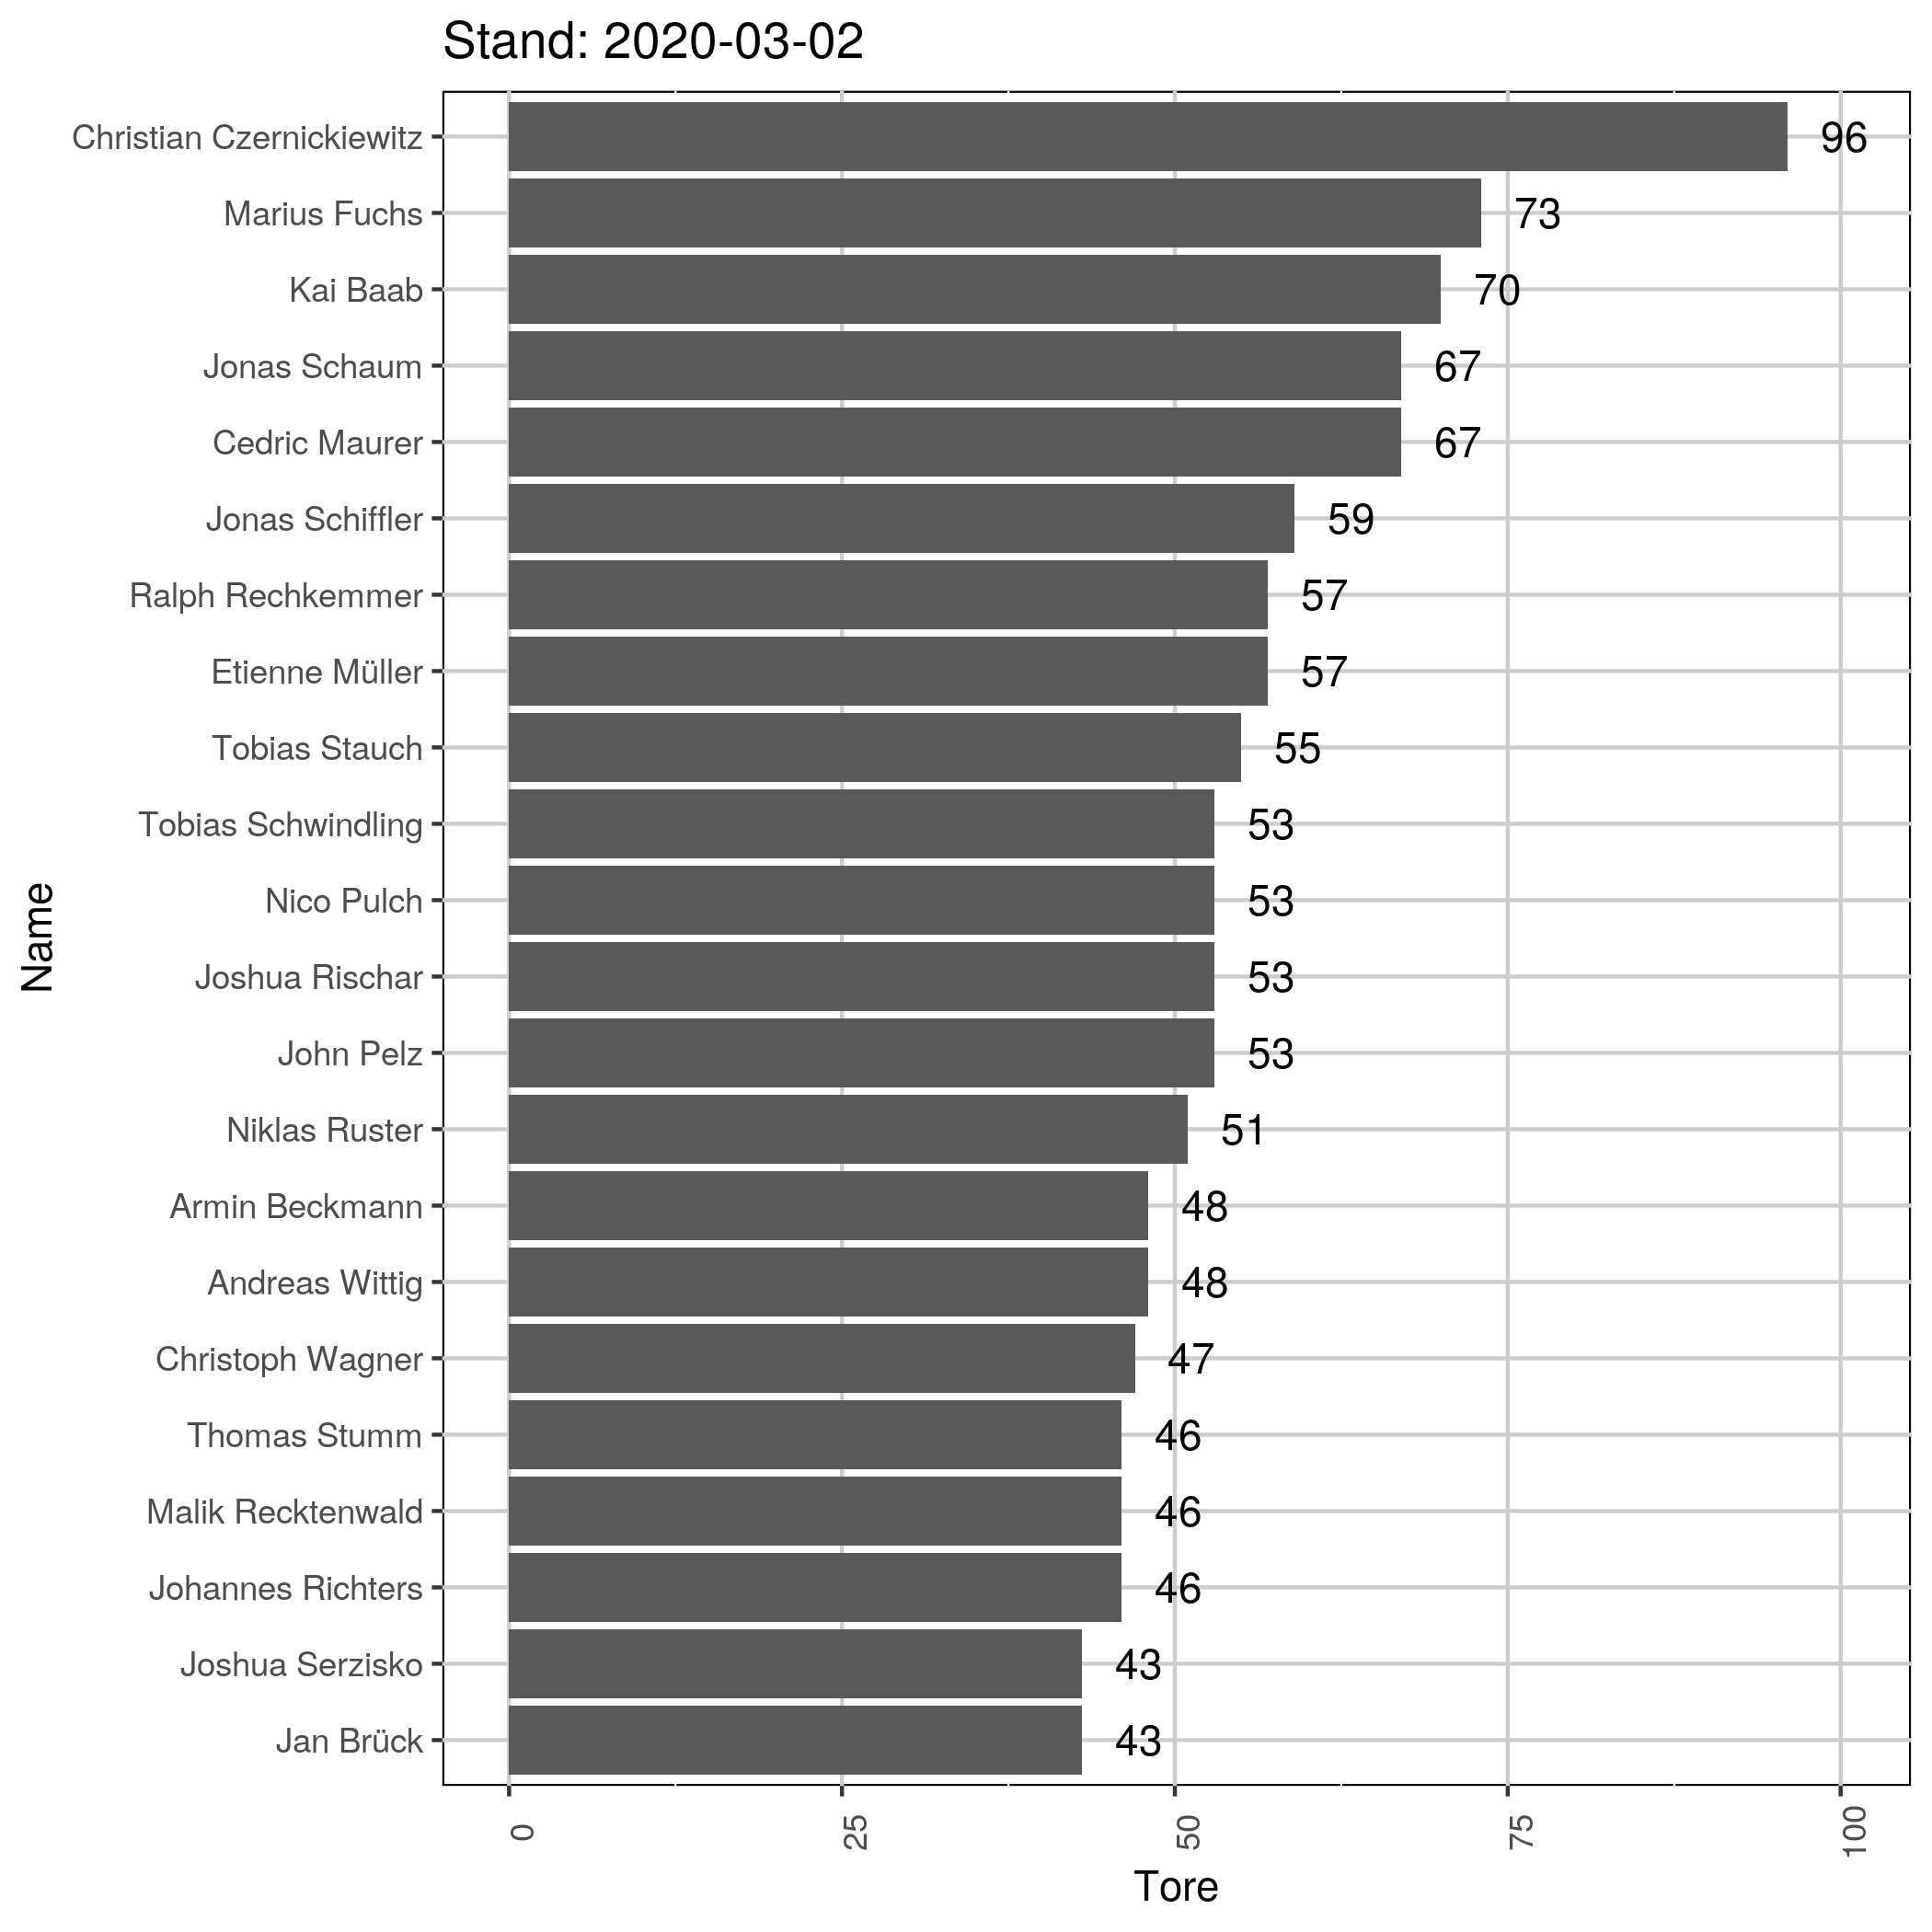 Stand: 2020-03-02
Name
Christian Czernickiewitz 96
Marius Fuchs 73
Kai Baab 70
Jonas Schaum 67
Cedric Maurer 67
Jonas Schiffler 59
Ralph Rechkemmer 57
Etienne Müller 57
Tobias Stauch 55
Tobias Schwindling 53
Nico Pulch 53
Joshua Rischar 53
John Pelz 53
Niklas Ruster 51
Armin Beckmann 48
Andreas Wittig 48
Christoph Wagner 47
Thomas Stumm 46
Malik Recktenwald 46
Johannes Richters 46
Joshua Serzisko 43
Jan Brück 43
0 25 50 75 100
Tore